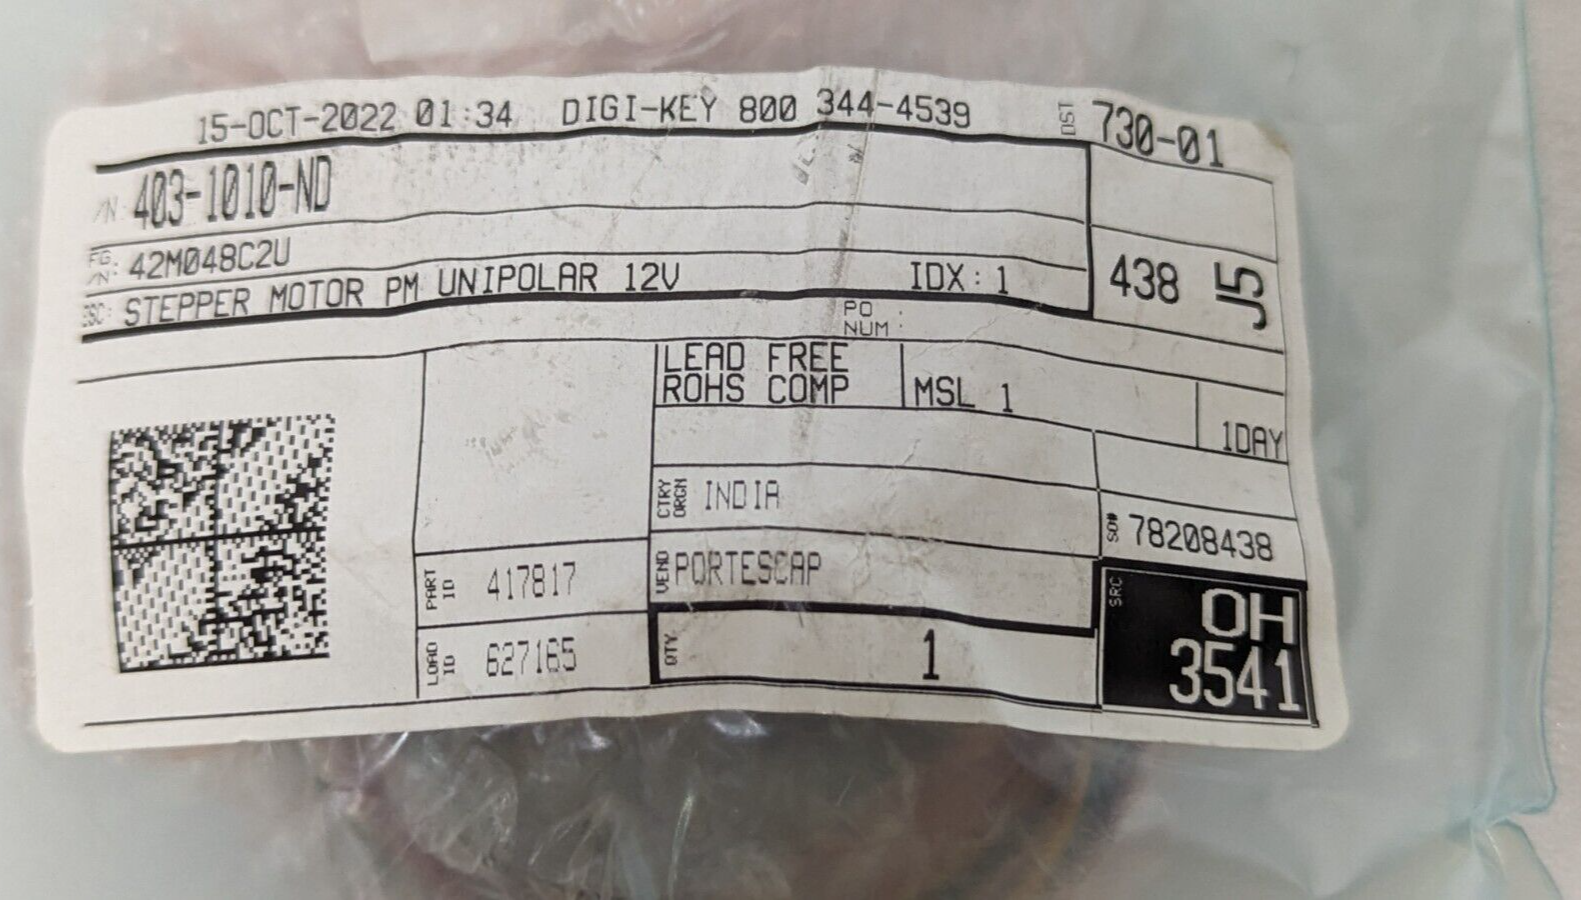 15-OCT-2022 01:34 DIGI-KEY 800 344-4539 DST 730-01
/N: 403-1010-ND
FG
/N: 42M048C2U
438 J5
ESC: STEPPER MOTOR PM UNIPOLAR 12V IDX: 1
PO :
NUM :
LEAD FREE
ROHS COMP
MSL 1
1DAY
CTRY
ORGN INDIA
SO# 78208438
PART
ID 417817
VEND PORTESCAP
LOAD
ID 627165
QTY. 1
SRC OH
3541